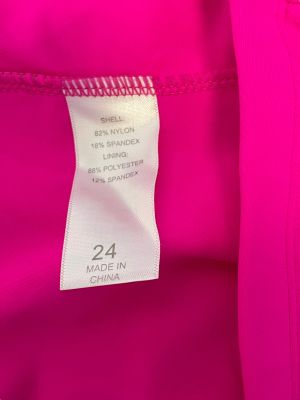 SHELL:
82% NYLON
18% SPANDEX
LINING:
88% POLYESTER
12% SPANDEX
24
MADE IN
CHINA